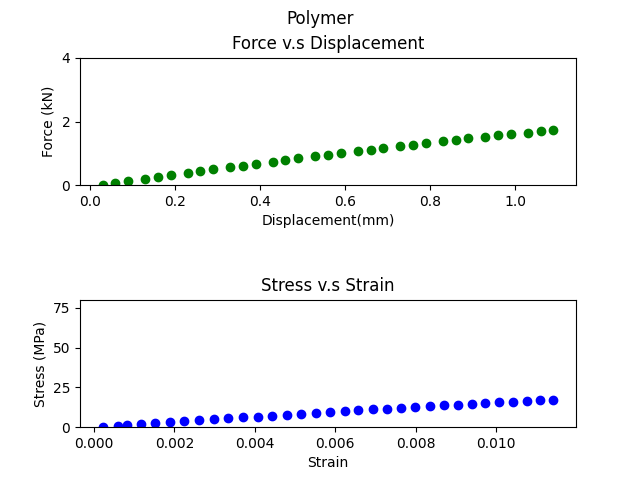 Polymer
Force v.s Displacement
4
2
0
Force (kN)
0.0 0.2 0.4 0.6 0.8 1.0
Displacement(mm)
Stress v.s Strain
75
50
25
0
Stress (MPa)
0.000 0.002 0.004 0.006 0.008 0.010
Strain